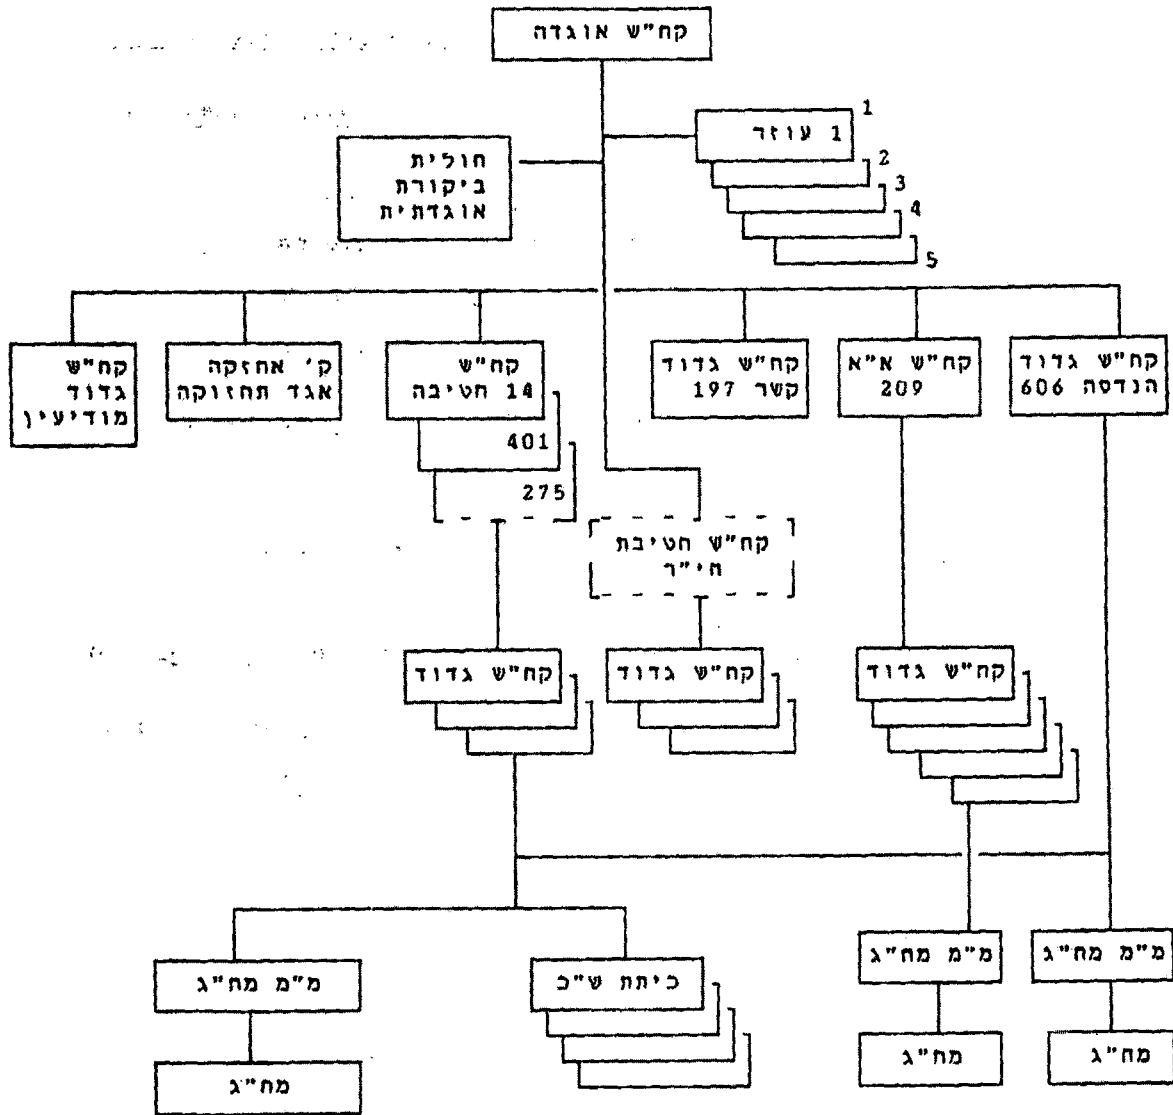 קח"ש אוגדה
1 עוזר
1
2
3
4
5
חולית
ביקורת
אוגדתית
קח"ש גדוד
הנדסה 606
קח"ש א"א
209
קח"ש גדוד
קשר 197
קח"ש
14 חטיבה
401
275
ק' אחזקה
אגד תחזוקה
קח"ש
גדוד
מודיעין
קח"ש חטיבת
חי"ר
קח"ש גדוד
קח"ש גדוד
קח"ש גדוד
מ"מ מח"ג
מ"מ מח"ג
כיתת ש"כ
מ"מ מח"ג
מח"ג
מח"ג
מח"ג